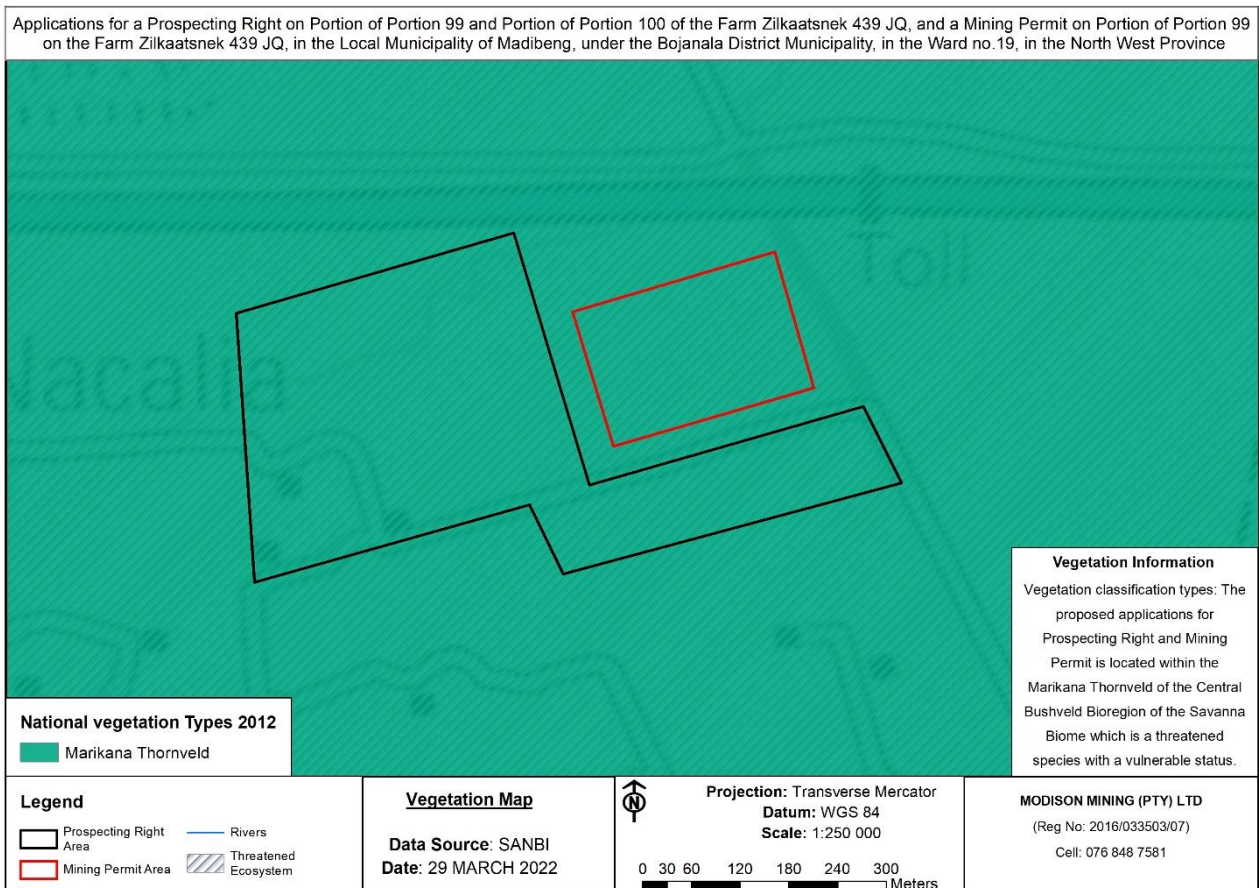 Applications for a Prospecting Right on Portion of Portion 99 and Portion of Portion 100 of the Farm Zilkaatsnek 439 JQ, and a Mining Permit on Portion of Portion 99
on the Farm Zilkaatsnek 439 JQ, in the Local Municipality of Madibeng, under the Bojanala District Municipality, in the Ward no.19, in the North West Province
Toll
Nacalia
Vegetation Information
Vegetation classification types: The
proposed applications for
Prospecting Right and Mining
Permit is located within the
Marikana Thornveld of the Central
Bushveld Bioregion of the Savanna
Biome which is a threatened
species with a vulnerable status.
National vegetation Types 2012
Marikana Thornveld
Legend
Prospecting Right
Area
Mining Permit Area
Rivers
Threatened
Ecosystem
Vegetation Map
Data Source: SANBI
Date: 29 MARCH 2022
N
Projection: Transverse Mercator
Datum: WGS 84
Scale: 1:250 000
0 30 60 120 180 240 300
Meters
MODISON MINING (PTY) LTD
(Reg No: 2016/033503/07)
Cell: 076 848 7581